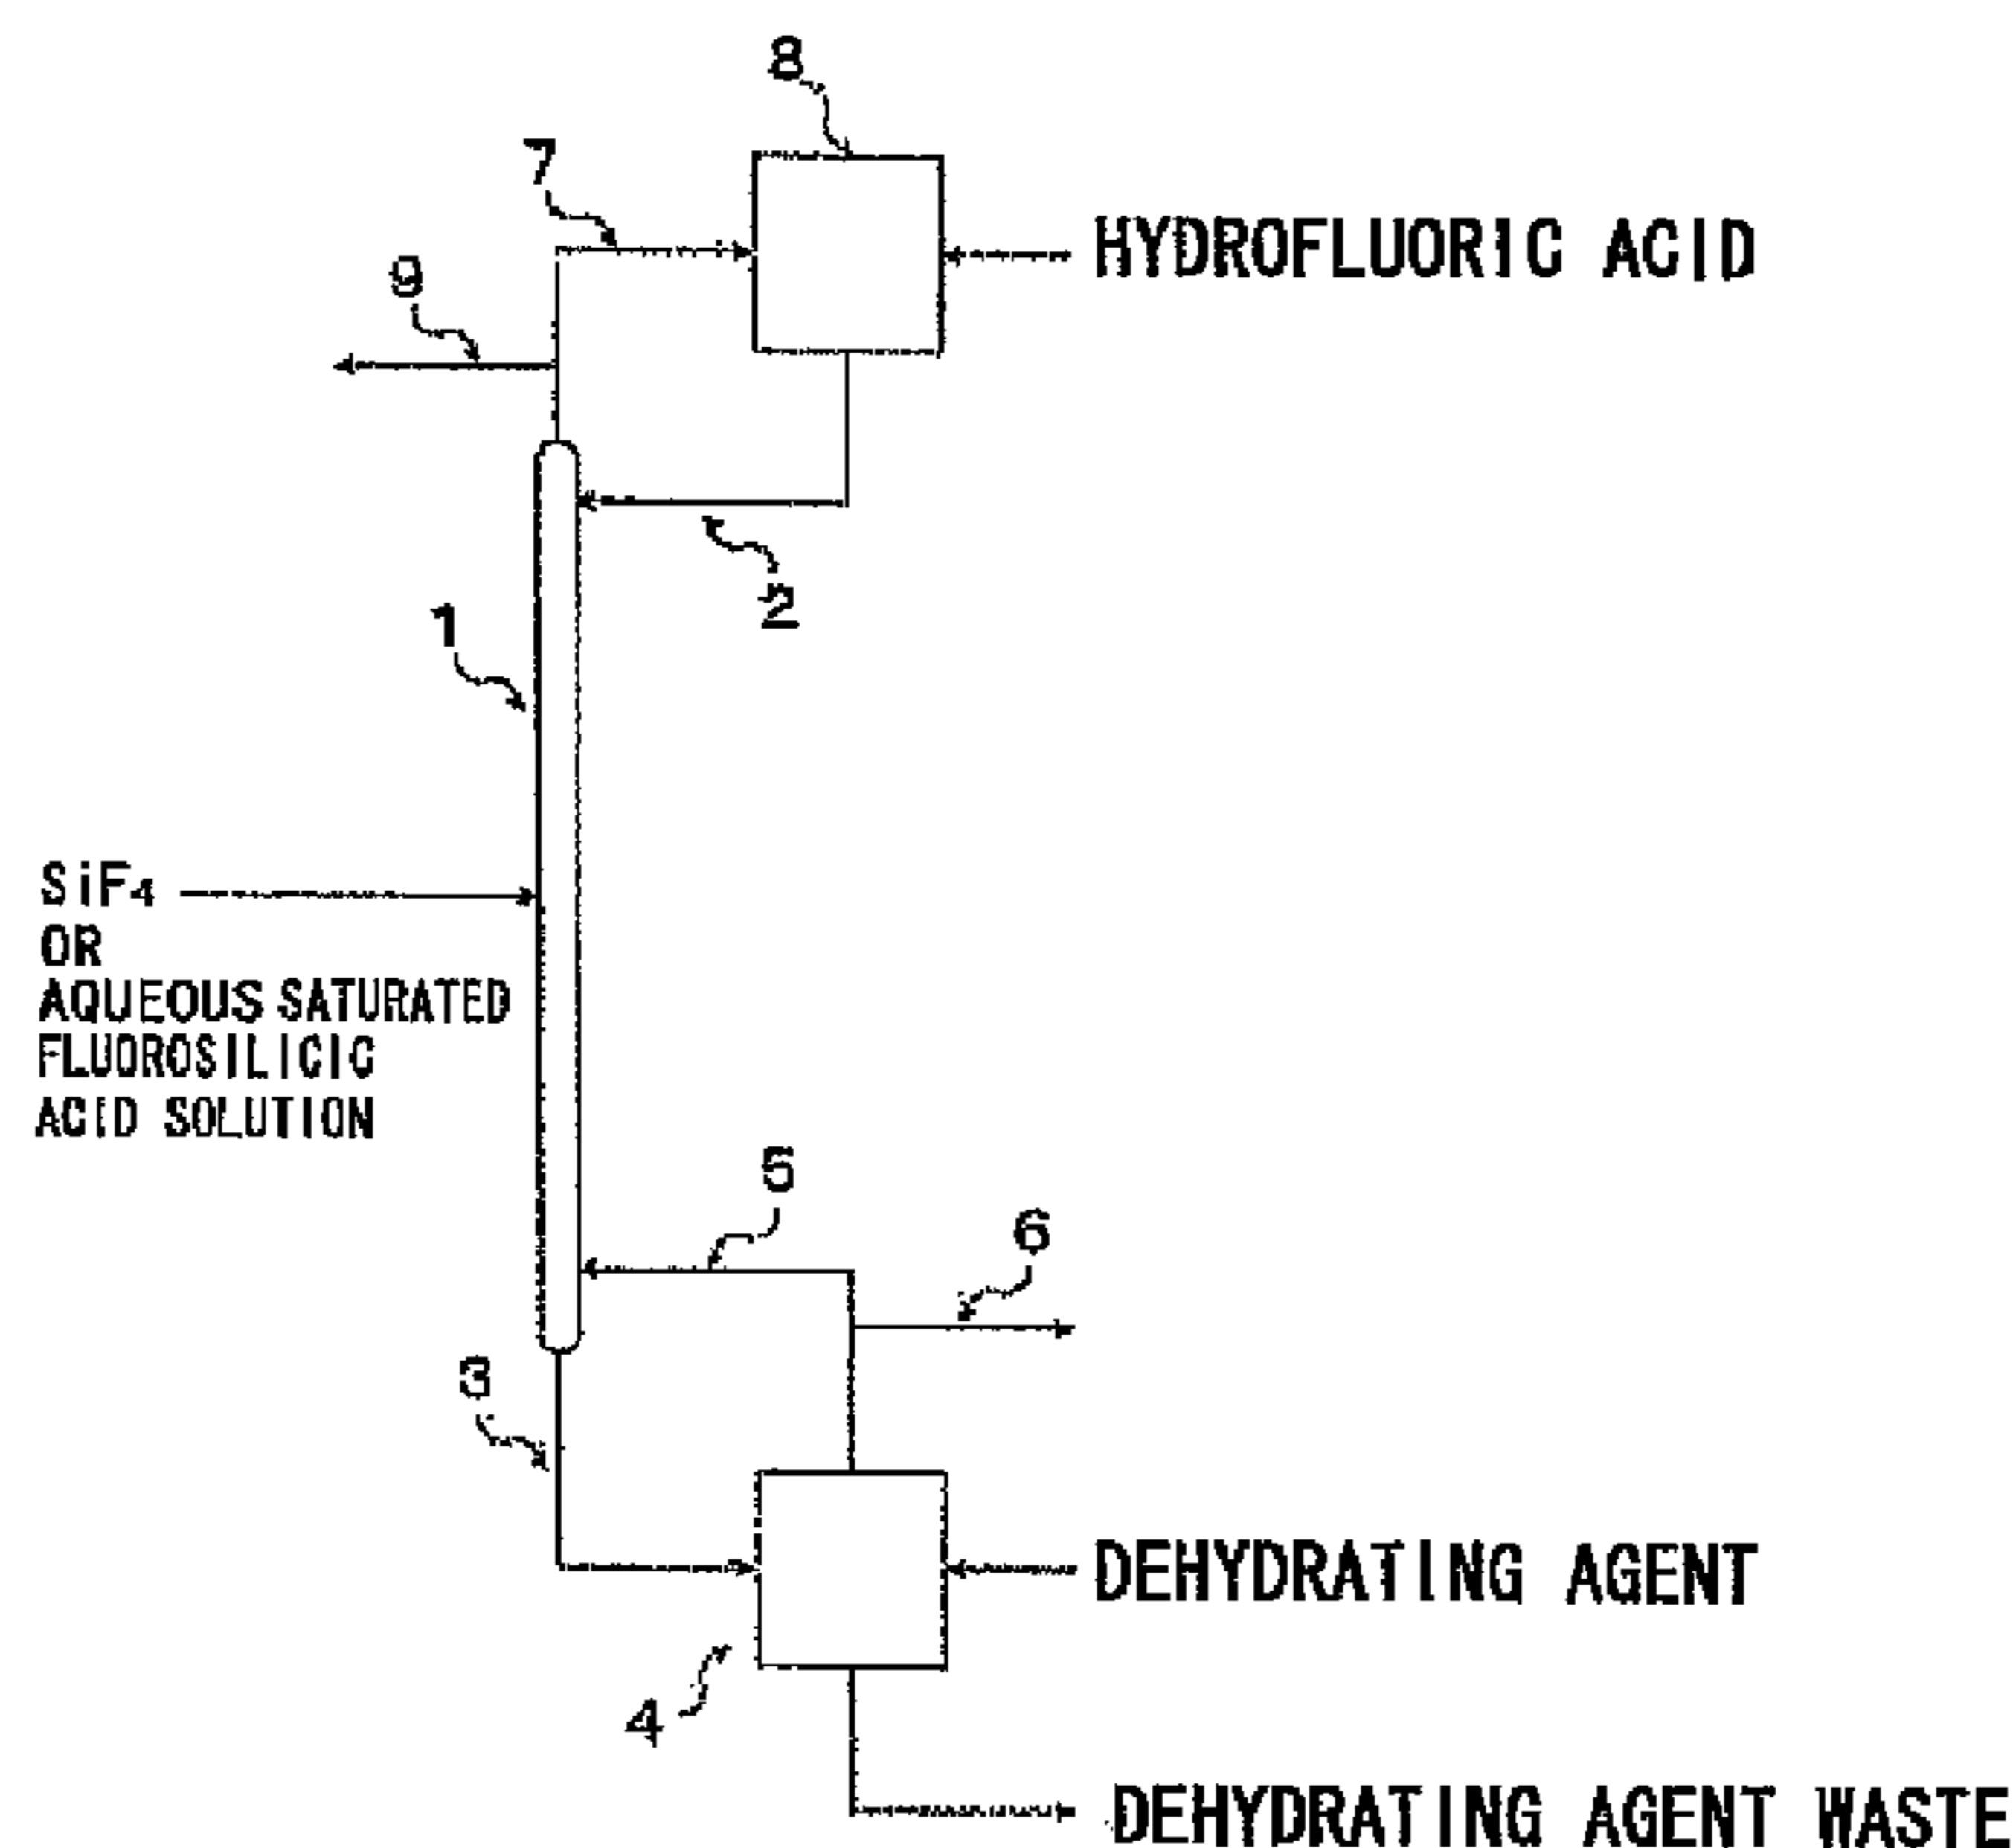 8
7
HYDROFLUORIC ACID
9
2
1
SiF4
OR
AQUEOUS SATURATED
FLUOROSILICIC
ACID SOLUTION
5
6
3
DEHYDRATING AGENT
4
DEHYDRATING AGENT WASTE